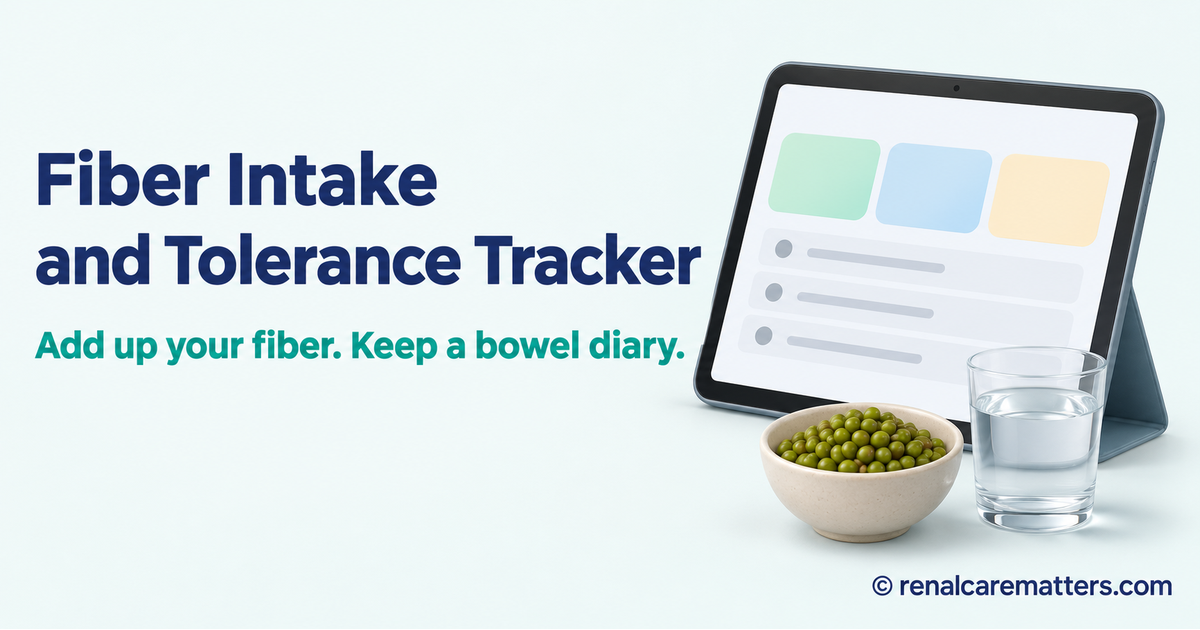 Fiber Intake
and Tolerance Tracker
Add up your fiber. Keep a bowel diary.
© renalcarematters.com